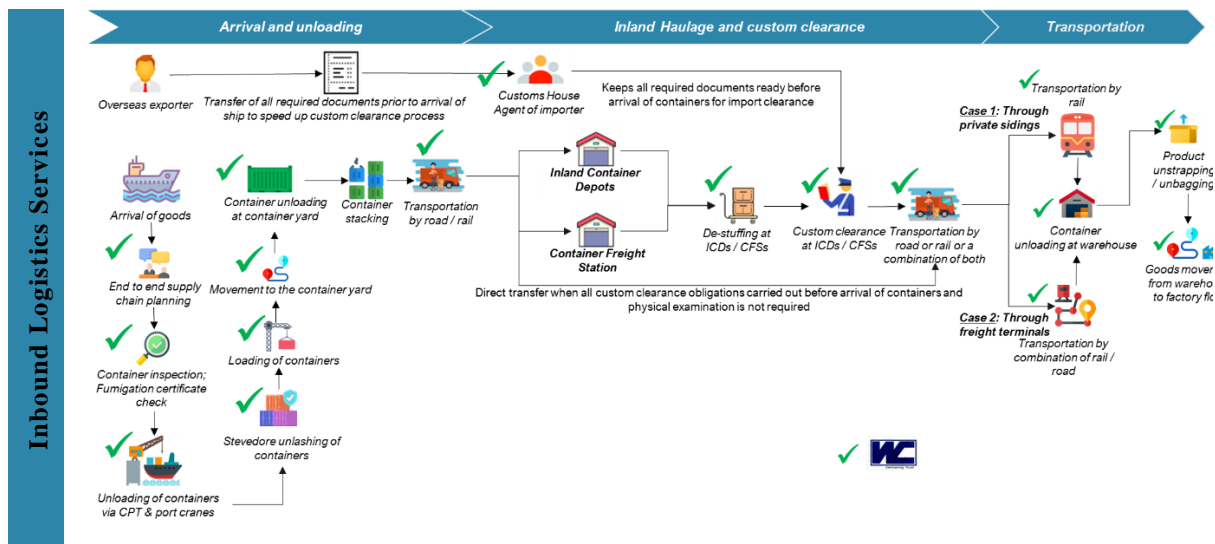 Inbound Logistics Services
Arrival and unloading
Inland Haulage and custom clearance
Transportation
Overseas exporter
Transfer of all required documents prior to arrival of
ship to speed up custom clearance process
Customs House
Agent of importer
Keeps all required documents ready before
arrival of containers for import clearance
Arrival of goods
End to end supply
chain planning
Container inspection;
Fumigation certificate
check
Unloading of containers
via CPT & port cranes
Stevedore unlashing of
containers
Loading of containers
Movement to the container yard
Container unloading
at container yard
Container
stacking
Transportation
by road / rail
Inland Container
Depots
Container Freight
Station
De-stuffing at
ICDs / CFSs
Custom clearance
at ICDs / CFSs
Transportation by
road or rail or a
combination of both
Direct transfer when all custom clearance obligations carried out before arrival of containers and
physical examination is not required
Case 1: Through
private sidings
Transportation by
rail
Container
unloading at warehouse
Case 2: Through
freight terminals
Transportation by
combination of rail /
road
Product
unstrapping
/ unbagging
Goods movem
from wareho
to factory flo
WC